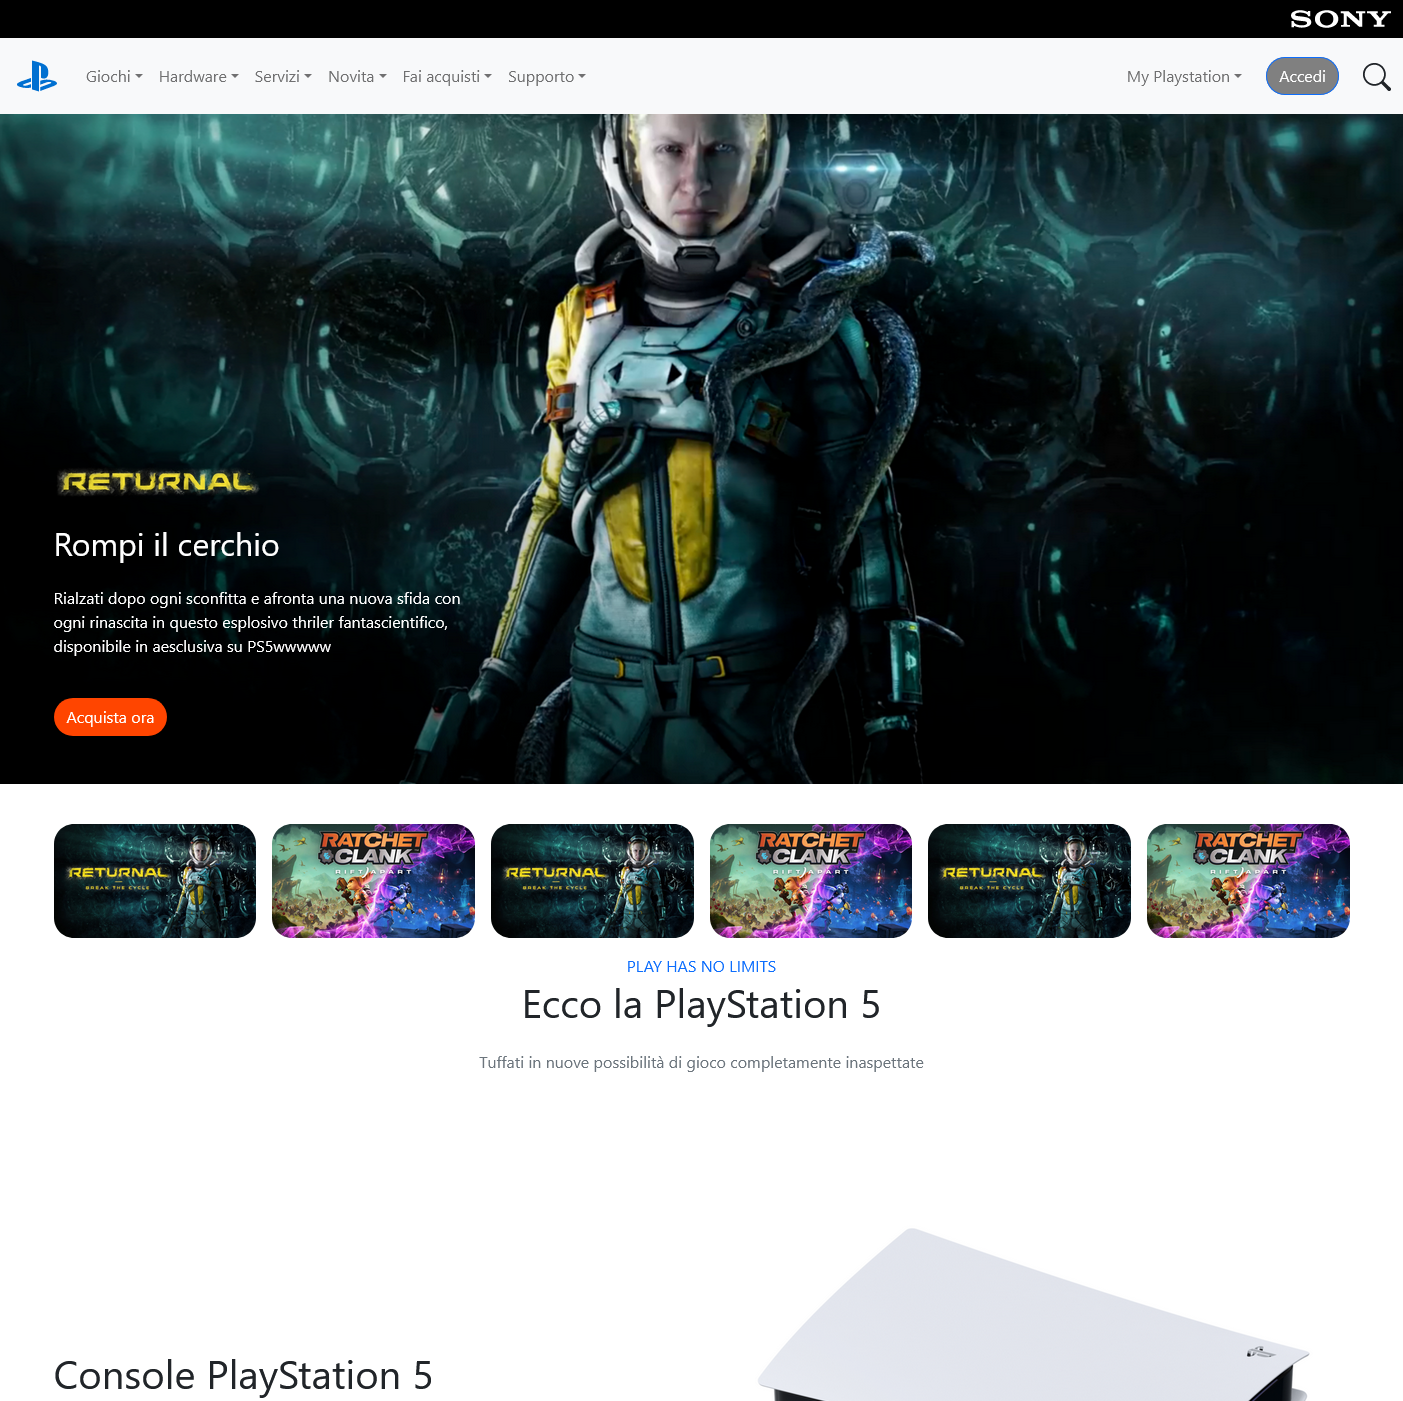 SONY
Giochi Hardware Servizi Novita Fai acquisti Supporto My Playstation Accedi
RETURNAL
Rompi il cerchio
Rialzati dopo ogni sconfitta e afronta una nuova sfida con
ogni rinascita in questo esplosivo thriler fantascientifico,
disponibile in aesclusiva su PS5wwwww
Acquista ora
RETURNAL
BREAK THE CYCLE
RATCHET
CLANK
RIFT APART
RETURNAL
BREAK THE CYCLE
RATCHET
CLANK
RIFT APART
RETURNAL
BREAK THE CYCLE
RATCHET
CLANK
RIFT APART
PLAY HAS NO LIMITS
Ecco la PlayStation 5
Tuffati in nuove possibilità di gioco completamente inaspettate
Console PlayStation 5